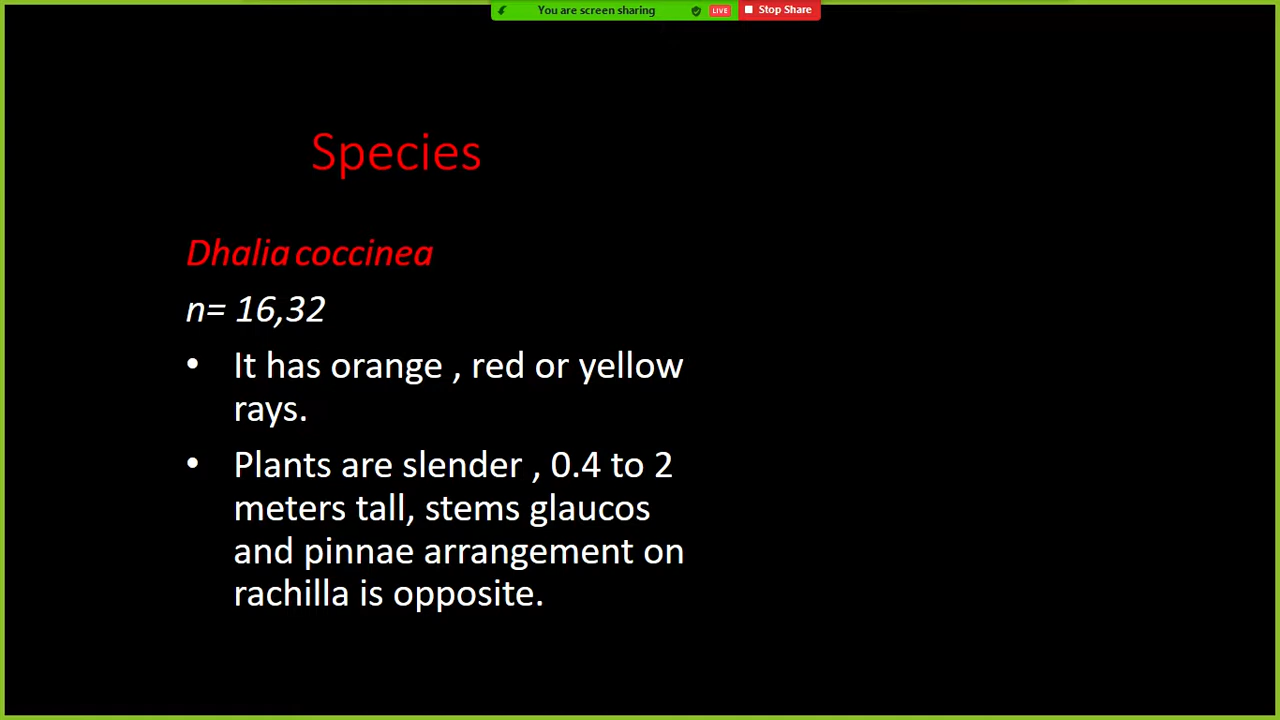 You are screen sharing LIVE Stop Share
Species
Dhalia coccinea
n= 16,32
• It has orange , red or yellow
rays.
• Plants are slender , 0.4 to 2
meters tall, stems glaucos
and pinnae arrangement on
rachilla is opposite.